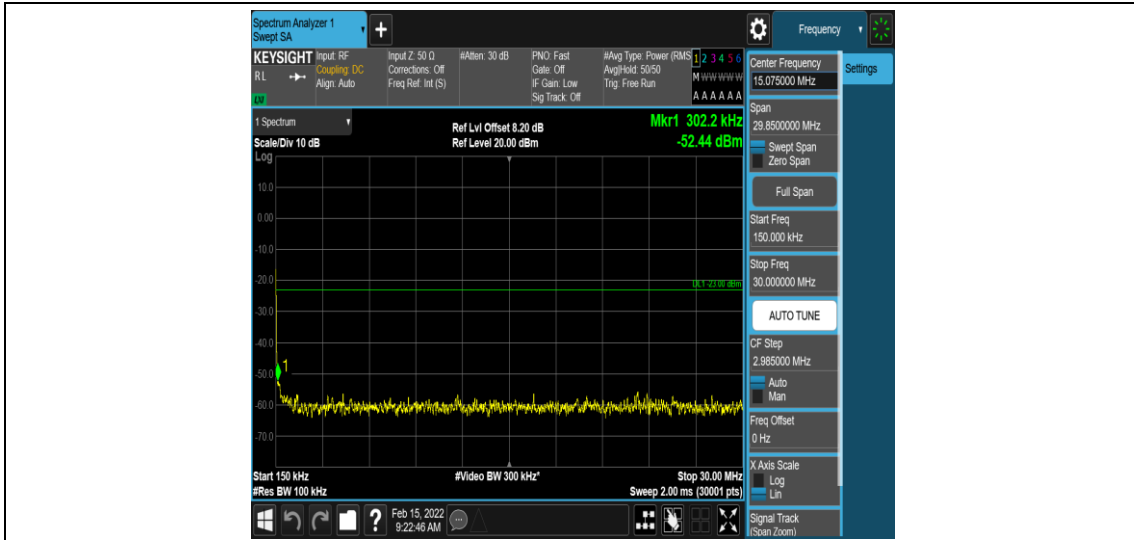 Spectrum Analyzer 1
Swept SA
Frequency
KEYSIGHT
RL
Input: RF
Coupling: DC
Align: Auto
Input Z: 50 Ω
Corrections: Off
Freq Ref: Int (S)
#Atten: 30 dB
PNO: Fast
Gate: Off
IF Gain: Low
Sig Track: Off
#Avg Type: Power (RMS
Avg|Hold: 50/50
Trig: Free Run
1 2 3 4 5 6
M W W W W W
A A A A A A
1 Spectrum
Scale/Div 10 dB
Log
Ref Lvl Offset 8.20 dB
Ref Level 20.00 dBm
Mkr1 302.2 kHz
-52.44 dBm
10.0
0.00
-10.0
-20.0
-30.0
-40.0
-50.0
-60.0
-70.0
DL1 -23.00 dBm
1
Start 150 kHz
#Res BW 100 kHz
#Video BW 300 kHz*
Stop 30.00 MHz
Sweep 2.00 ms (30001 pts)
Feb 15, 2022
9:22:46 AM
Center Frequency
15.075000 MHz
Settings
Span
29.8500000 MHz
Swept Span
Zero Span
Full Span
Start Freq
150.000 kHz
Stop Freq
30.000000 MHz
AUTO TUNE
CF Step
2.985000 MHz
Auto
Man
Freq Offset
0 Hz
X Axis Scale
Log
Lin
Signal Track
(Span Zoom)